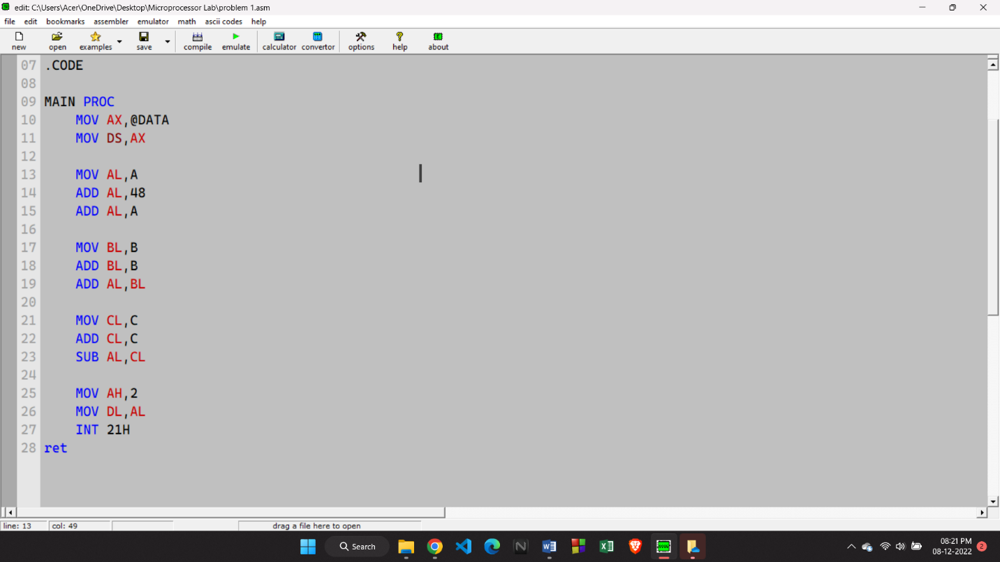 edit: C:\Users\Acer\OneDrive\Desktop\Microprocessor Lab\problem 1.asm
file edit bookmarks assembler emulator math ascii codes help
new open examples save compile emulate calculator convertor options help about
07 .CODE
08
09 MAIN PROC
10 MOV AX,@DATA
11 MOV DS,AX
12
13 MOV AL,A
14 ADD AL,48
15 ADD AL,A
16
17 MOV BL,B
18 ADD BL,B
19 ADD AL,BL
20
21 MOV CL,C
22 ADD CL,C
23 SUB AL,CL
24
25 MOV AH,2
26 MOV DL,AL
27 INT 21H
28 ret
line: 13 col: 49 drag a file here to open
Search 08:21 PM
08-12-2022 2